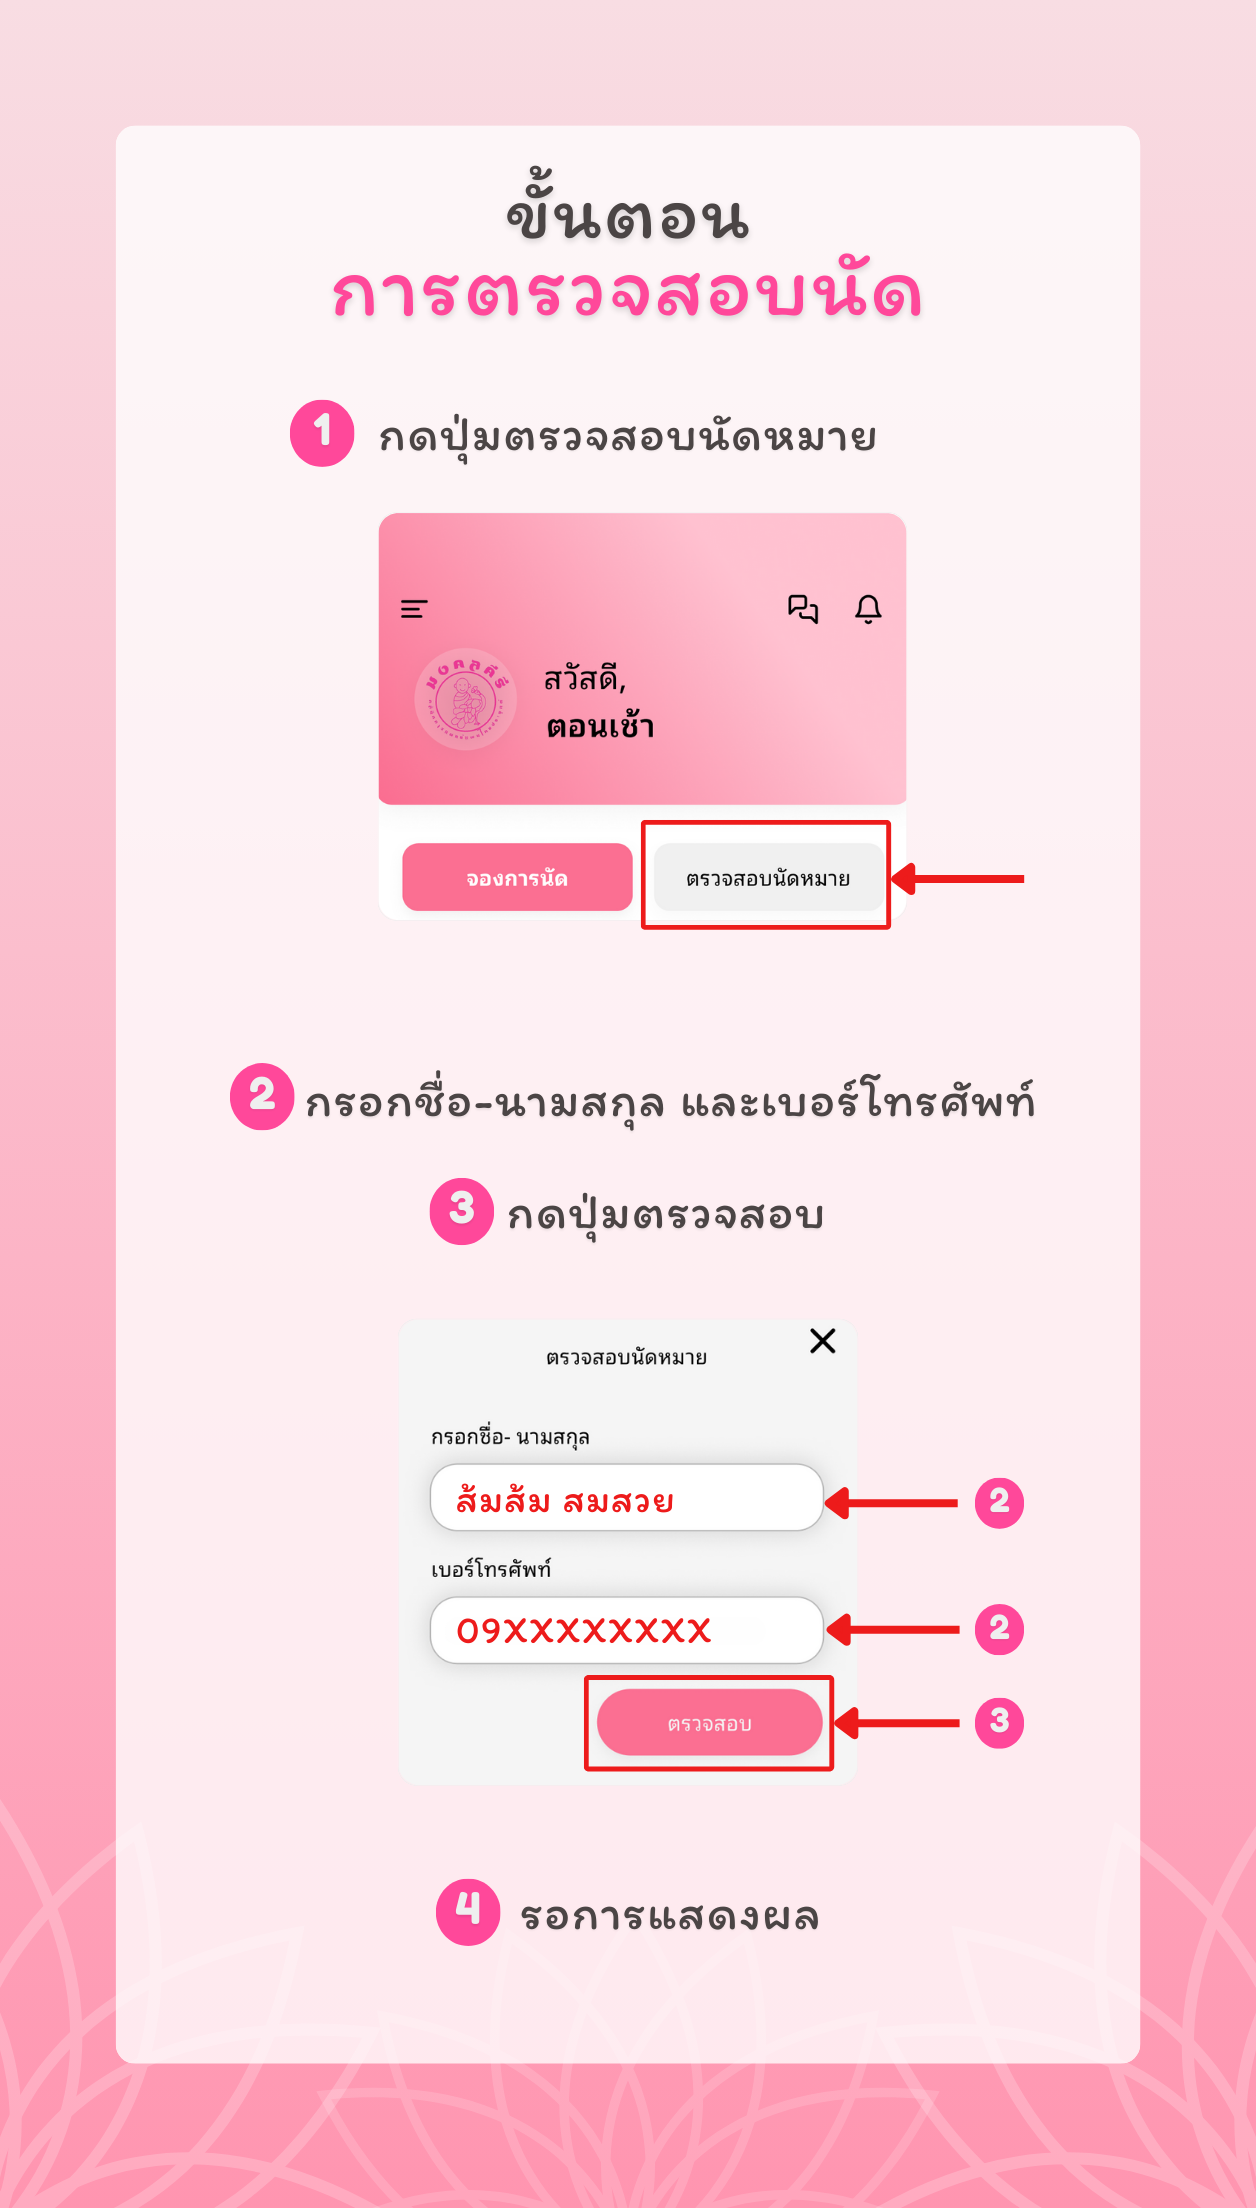 ขั้นตอน
การตรวจสอบนัด
1 กดปุ่มตรวจสอบนัดหมาย
มงคลคีรี
สวัสดี,
ตอนเช้า
จองการนัด
ตรวจสอบนัดหมาย
2 กรอกชื่อ-นามสกุล และเบอร์โทรศัพท์
3 กดปุ่มตรวจสอบ
ตรวจสอบนัดหมาย
กรอกชื่อ- นามสกุล
ส้มส้ม สมสวย
2
เบอร์โทรศัพท์
09XXXXXXXX
2
ตรวจสอบ
3
4 รอการแสดงผล